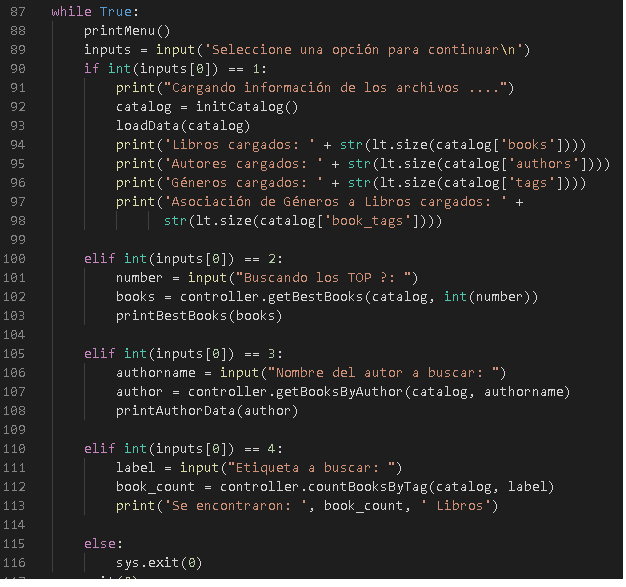 87 while True:
88 printMenu()
89 inputs = input('Seleccione una opción para continuar\n')
90 if int(inputs[0]) == 1:
91 print("Cargando información de los archivos ....")
92 catalog = initCatalog()
93 loadData(catalog)
94 print('Libros cargados: ' + str(lt.size(catalog['books'])))
95 print('Autores cargados: ' + str(lt.size(catalog['authors'])))
96 print('Géneros cargados: ' + str(lt.size(catalog['tags'])))
97 print('Asociación de Géneros a Libros cargados: ' +
98 str(lt.size(catalog['book_tags'])))
99
100 elif int(inputs[0]) == 2:
101 number = input("Buscando los TOP ?: ")
102 books = controller.getBestBooks(catalog, int(number))
103 printBestBooks(books)
104
105 elif int(inputs[0]) == 3:
106 authorname = input("Nombre del autor a buscar: ")
107 author = controller.getBooksByAuthor(catalog, authorname)
108 printAuthorData(author)
109
110 elif int(inputs[0]) == 4:
111 label = input("Etiqueta a buscar: ")
112 book_count = controller.countBooksByTag(catalog, label)
113 print('Se encontraron: ', book_count, ' Libros')
114
115 else:
116 sys.exit(0)